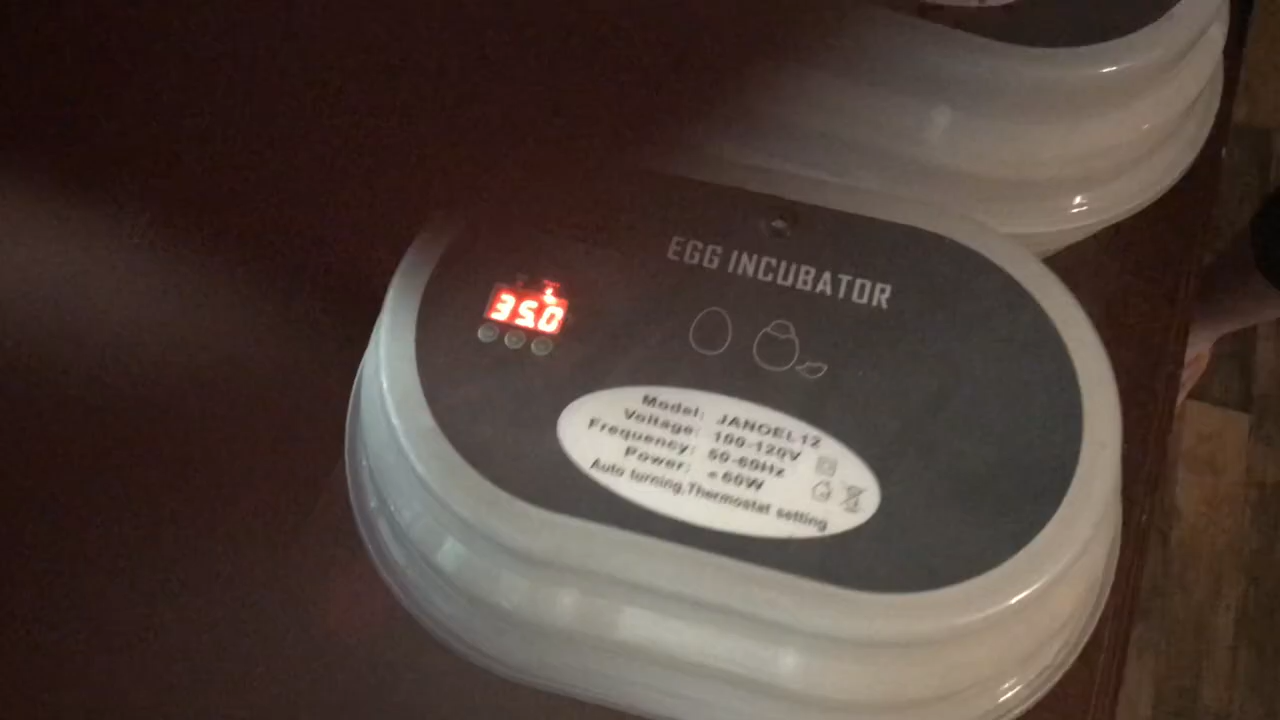 EGG INCUBATOR
35.0
Model: JANOEL12
Voltage: 100-120V
Frequency: 50-60Hz
Power: <60W
Auto turning,Thermostat setting